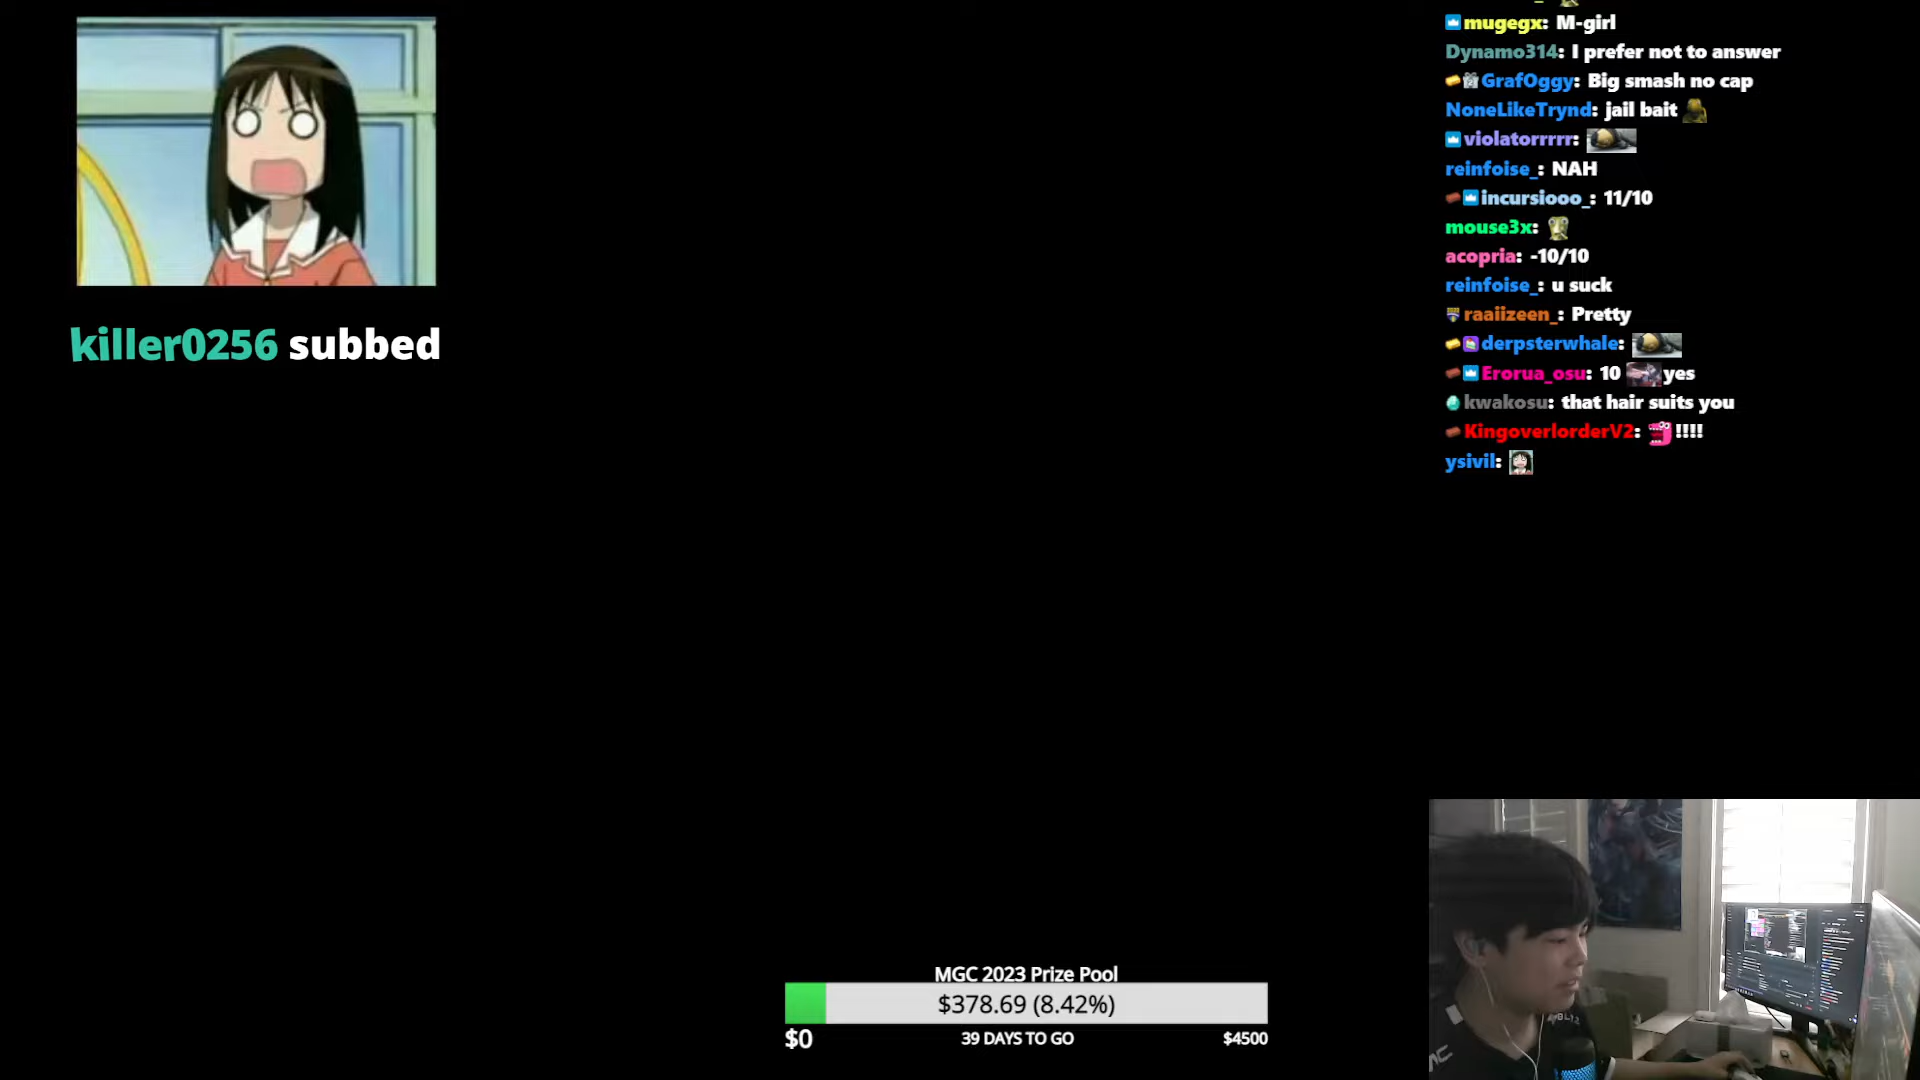 mugegx: M-girl
Dynamo314: I prefer not to answer
GrafOggy: Big smash no cap
NoneLikeTrynd: jail bait
violatorrrrr:
reinfoise_: NAH
incursiooo_: 11/10
mouse3x:
acopria: -10/10
reinfoise_: u suck
raaiizeen_: Pretty
derpsterwhale:
Erorua_osu: 10 yes
kwakosu: that hair suits you
KingoverlorderV2: !!!!
ysivil:
killer0256 subbed
MGC 2023 Prize Pool
$378.69 (8.42%)
$0 39 DAYS TO GO $4500